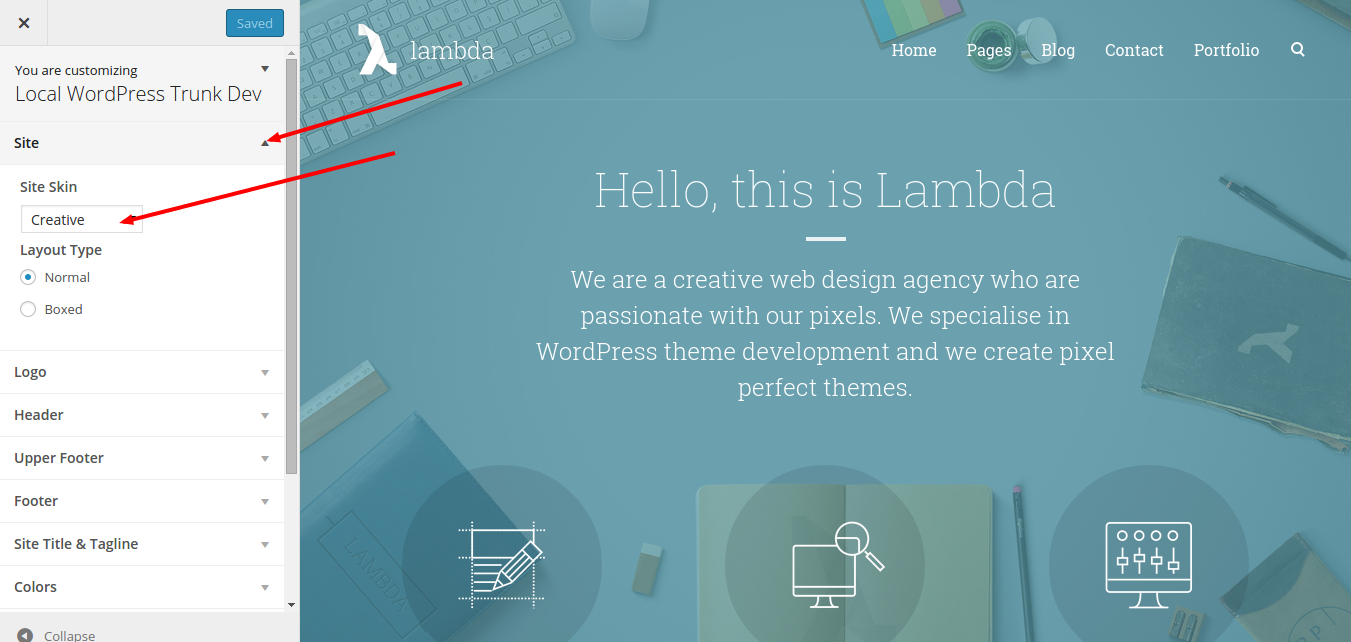 Saved
You are customizing
Local WordPress Trunk Dev
Site
Site Skin
Creative
Layout Type
Normal
Boxed
Logo
Header
Upper Footer
Footer
Site Title & Tagline
Colors
Collapse
lambda
Home Pages Blog Contact Portfolio
Hello, this is Lambda
We are a creative web design agency who are
passionate with our pixels. We specialise in
WordPress theme development and we create pixel
perfect themes.
LAMBDA